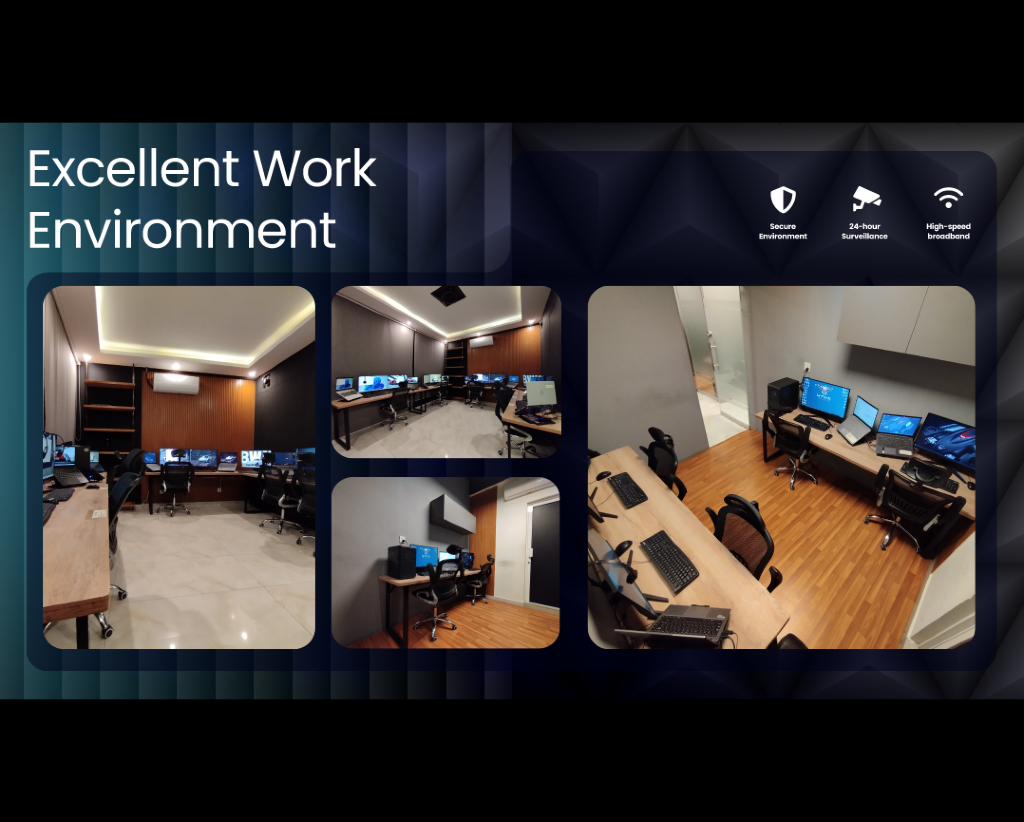 Excellent Work
Environment
Secure
Environment
24-hour
Surveillance
High-speed
broadband